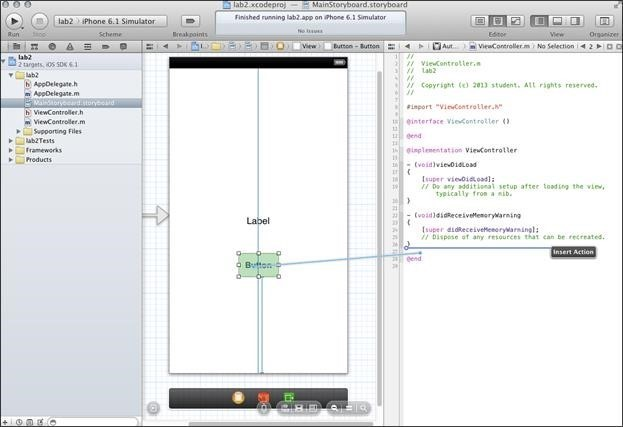 lab2.xcodeproj — MainStoryboard.storyboard
lab2 iPhone 6.1 Simulator
Finished running lab2.app on iPhone 6.1 Simulator
No Issues
Run Stop Scheme Breakpoints Editor View Organizer
View Button – Button Aut... ViewController.m No Selection 2
lab2
2 targets, iOS SDK 6.1
lab2
AppDelegate.h
AppDelegate.m
MainStoryboard.storyboard
ViewController.h
ViewController.m
Supporting Files
lab2Tests
Frameworks
Products
Label
Button
//
// ViewController.m
// lab2
//
// Copyright (c) 2013 student. All rights reserved.
//
#import "ViewController.h"
@interface ViewController ()
@end
@implementation ViewController
- (void)viewDidLoad
{
[super viewDidLoad];
// Do any additional setup after loading the view,
typically from a nib.
}
- (void)didReceiveMemoryWarning
{
[super didReceiveMemoryWarning];
// Dispose of any resources that can be recreated.
}
Insert Action
@end